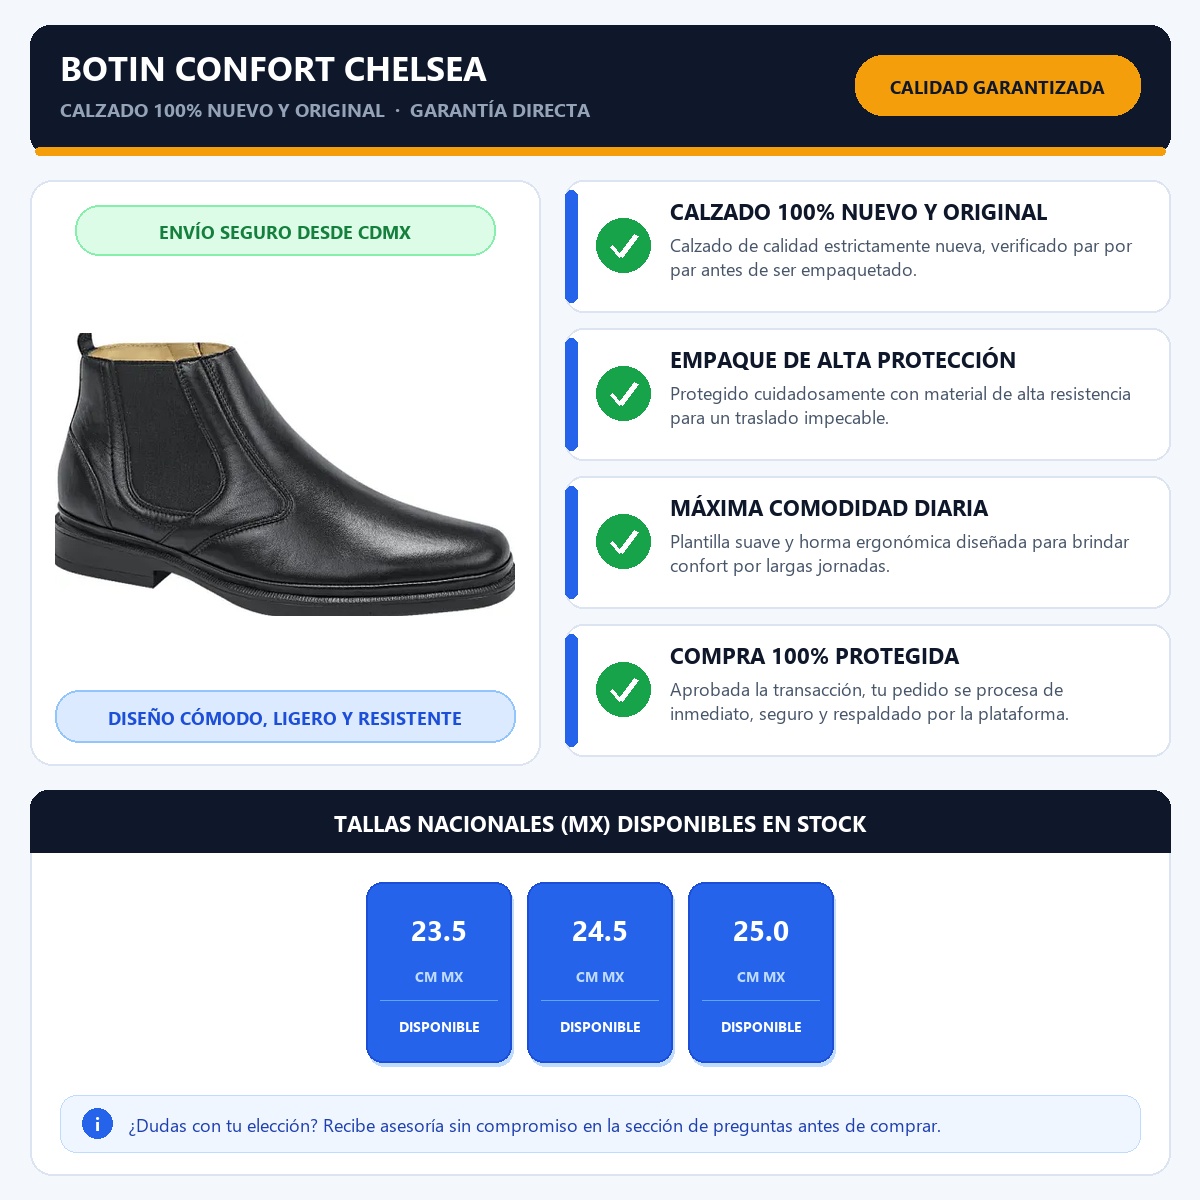 BOTIN CONFORT CHELSEA
CALZADO 100% NUEVO Y ORIGINAL · GARANTÍA DIRECTA
CALIDAD GARANTIZADA
ENVÍO SEGURO DESDE CDMX
DISEÑO CÓMODO, LIGERO Y RESISTENTE
CALZADO 100% NUEVO Y ORIGINAL
Calzado de calidad estrictamente nueva, verificado par por
par antes de ser empaquetado.
EMPAQUE DE ALTA PROTECCIÓN
Protegido cuidadosamente con material de alta resistencia
para un traslado impecable.
MÁXIMA COMODIDAD DIARIA
Plantilla suave y horma ergonómica diseñada para brindar
confort por largas jornadas.
COMPRA 100% PROTEGIDA
Aprobada la transacción, tu pedido se procesa de
inmediato, seguro y respaldado por la plataforma.
TALLAS NACIONALES (MX) DISPONIBLES EN STOCK
23.5
CM MX
DISPONIBLE
24.5
CM MX
DISPONIBLE
25.0
CM MX
DISPONIBLE
i
¿Dudas con tu elección? Recibe asesoría sin compromiso en la sección de preguntas antes de comprar.